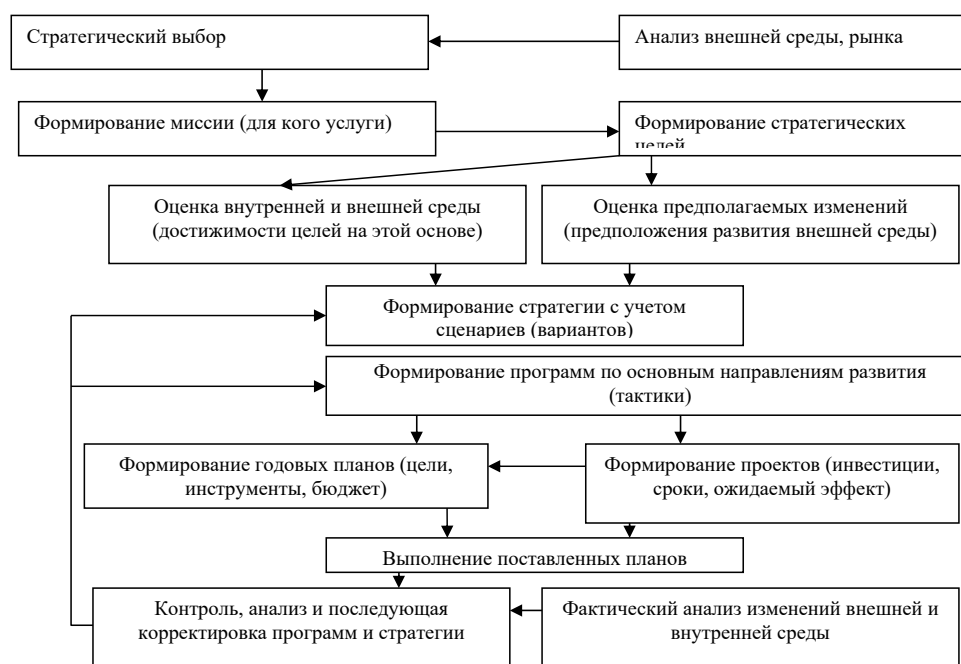 Стратегический выбор
Анализ внешней среды, рынка
Формирование миссии (для кого услуги)
Формирование стратегических
целей
Оценка внутренней и внешней среды
(достижимости целей на этой основе)
Оценка предполагаемых изменений
(предположения развития внешней среды)
Формирование стратегии с учетом
сценариев (вариантов)
Формирование программ по основным направлениям развития
(тактики)
Формирование годовых планов (цели,
инструменты, бюджет)
Формирование проектов (инвестиции,
сроки, ожидаемый эффект)
Выполнение поставленных планов
Контроль, анализ и последующая
корректировка программ и стратегии
Фактический анализ изменений внешней и
внутренней среды